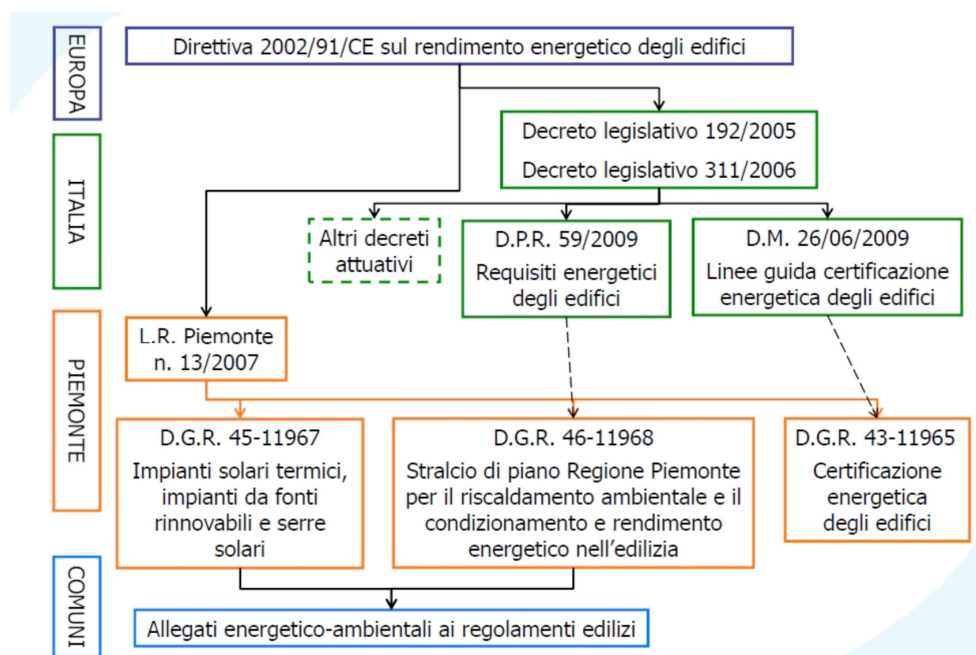 EUROPA
Direttiva 2002/91/CE sul rendimento energetico degli edifici
ITALIA
Decreto legislativo 192/2005
Decreto legislativo 311/2006
Altri decreti
attuativi
D.P.R. 59/2009
Requisiti energetici
degli edifici
D.M. 26/06/2009
Linee guida certificazione
energetica degli edifici
PIEMONTE
L.R. Piemonte
n. 13/2007
D.G.R. 45-11967
Impianti solari termici,
impianti da fonti
rinnovabili e serre
solari
D.G.R. 46-11968
Stralcio di piano Regione Piemonte
per il riscaldamento ambientale e il
condizionamento e rendimento
energetico nell'edilizia
D.G.R. 43-11965
Certificazione
energetica
degli edifici
COMUNI
Allegati energetico-ambientali ai regolamenti edilizi